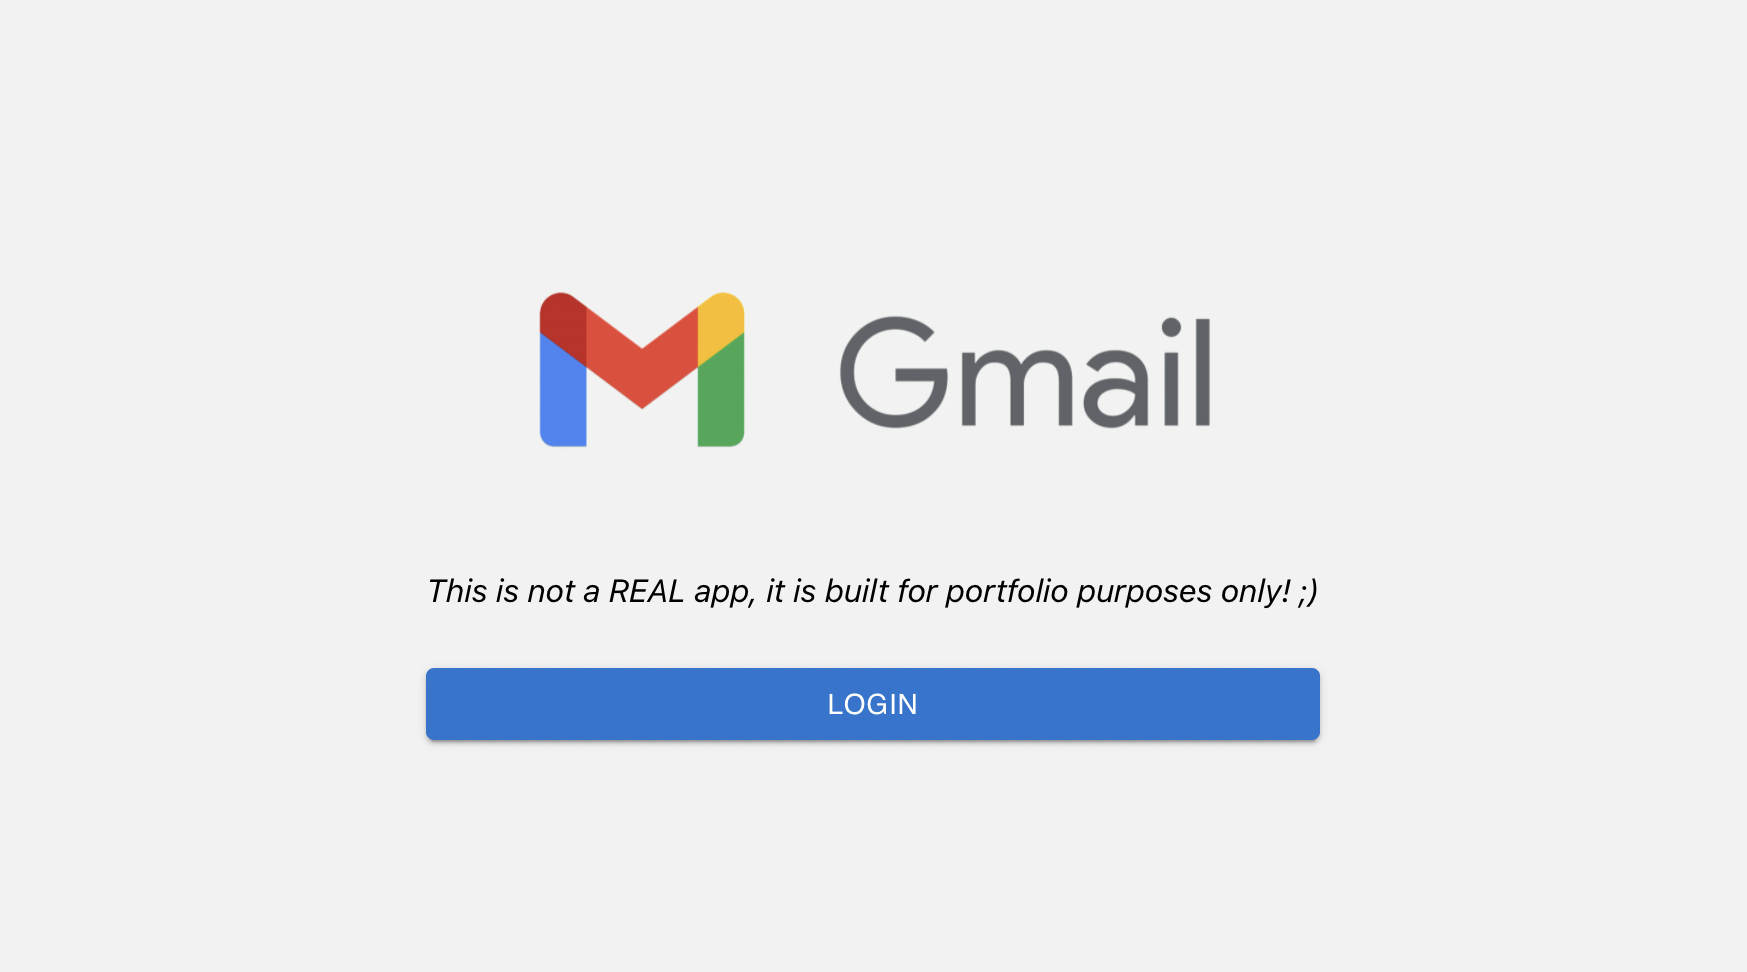 Gmail
This is not a REAL app, it is built for portfolio purposes only! ;)
LOGIN